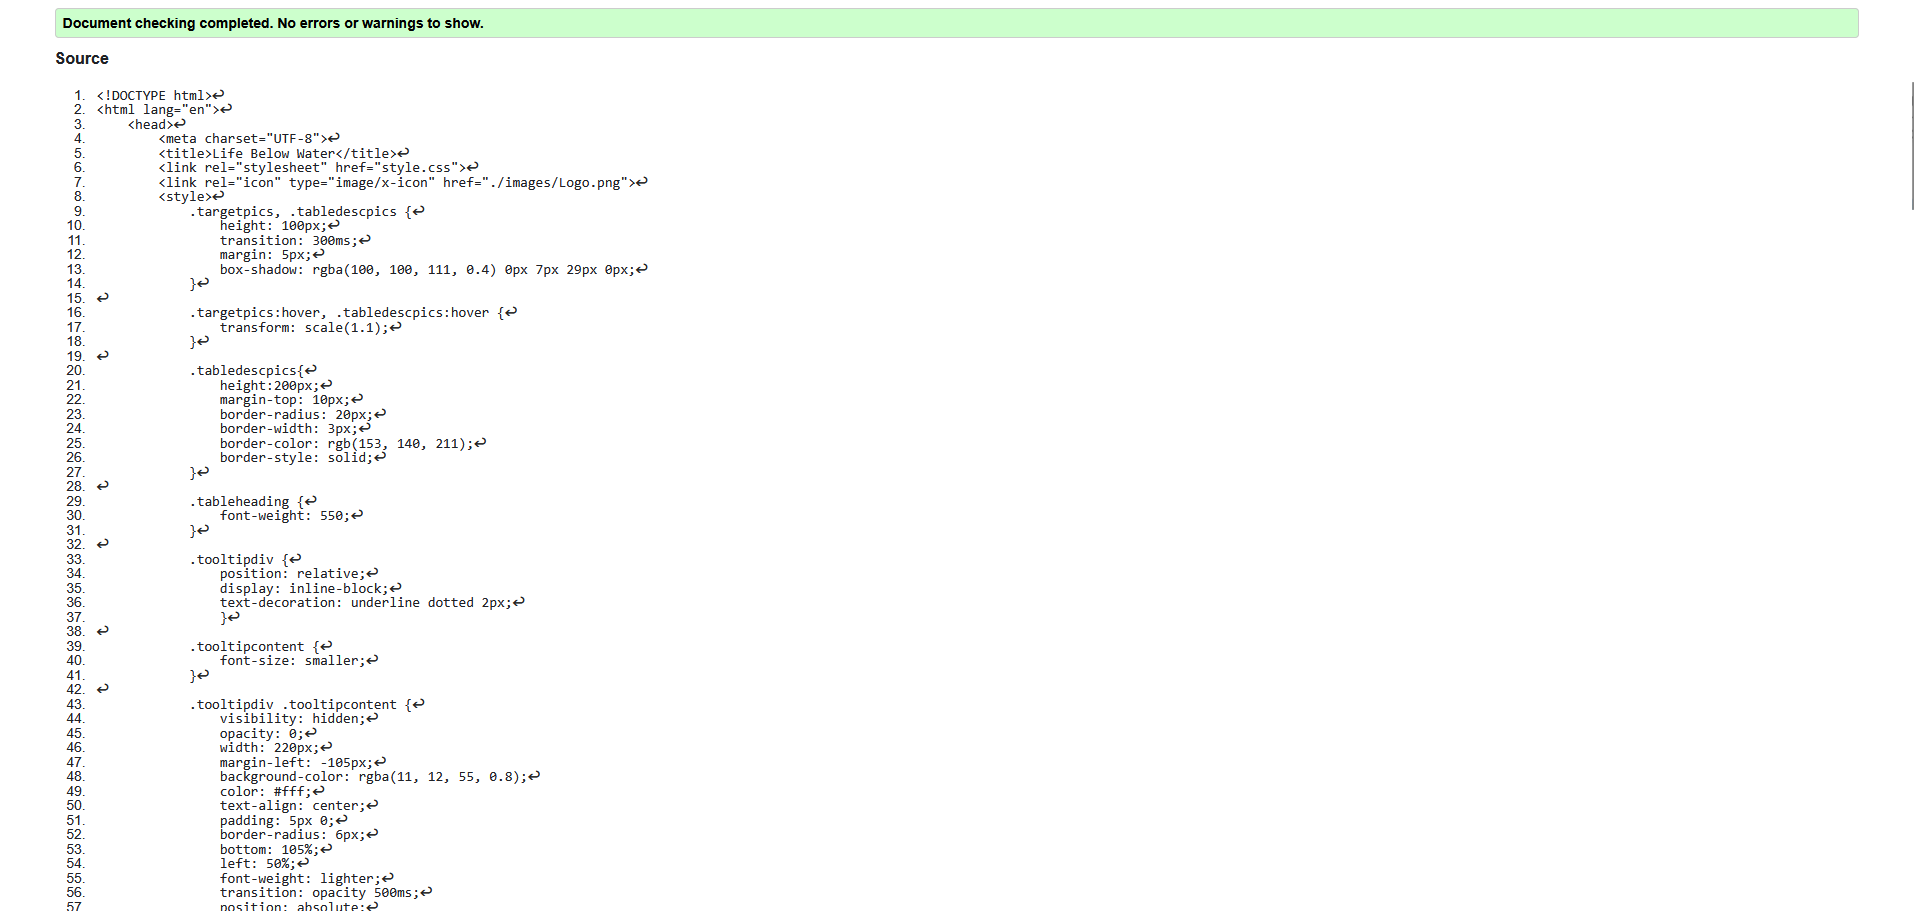 Document checking completed. No errors or warnings to show.
Source
1. <!DOCTYPE html>↩
2. <html lang="en">↩
3. <head>↩
4. <meta charset="UTF-8">↩
5. <title>Life Below Water</title>↩
6. <link rel="stylesheet" href="style.css">↩
7. <link rel="icon" type="image/x-icon" href="./images/Logo.png">↩
8. <style>↩
9. .targetpics, .tabledescpics {↩
10. height: 100px;↩
11. transition: 300ms;↩
12. margin: 5px;↩
13. box-shadow: rgba(100, 100, 111, 0.4) 0px 7px 29px 0px;↩
14. }↩
15. ↩
16. .targetpics:hover, .tabledescpics:hover {↩
17. transform: scale(1.1);↩
18. }↩
19. ↩
20. .tabledescpics{↩
21. height:200px;↩
22. margin-top: 10px;↩
23. border-radius: 20px;↩
24. border-width: 3px;↩
25. border-color: rgb(153, 140, 211);↩
26. border-style: solid;↩
27. }↩
28. ↩
29. .tableheading {↩
30. font-weight: 550;↩
31. }↩
32. ↩
33. .tooltipdiv {↩
34. position: relative;↩
35. display: inline-block;↩
36. text-decoration: underline dotted 2px;↩
37. }↩
38. ↩
39. .tooltipcontent {↩
40. font-size: smaller;↩
41. }↩
42. ↩
43. .tooltipdiv .tooltipcontent {↩
44. visibility: hidden;↩
45. opacity: 0;↩
46. width: 220px;↩
47. margin-left: -105px;↩
48. background-color: rgba(11, 12, 55, 0.8);↩
49. color: #fff;↩
50. text-align: center;↩
51. padding: 5px 0;↩
52. border-radius: 6px;↩
53. bottom: 105%;↩
54. left: 50%;↩
55. font-weight: lighter;↩
56. transition: opacity 500ms;↩
57 position: absolute;↩